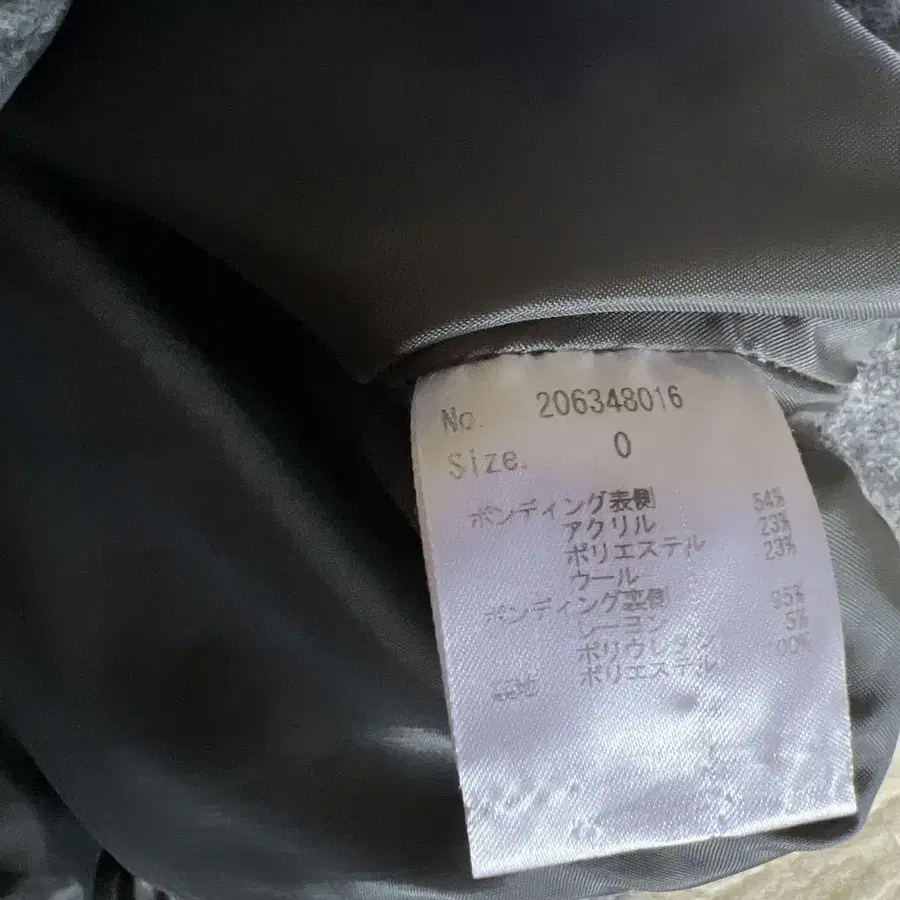 No. 206348016
Size. 0
ボンディング表側
アクリル 54%
ポリエステル 23%
ウール 23%
ボンディング裏側
レーヨン 95%
ポリウレタン 5%
ポリエステル 100%